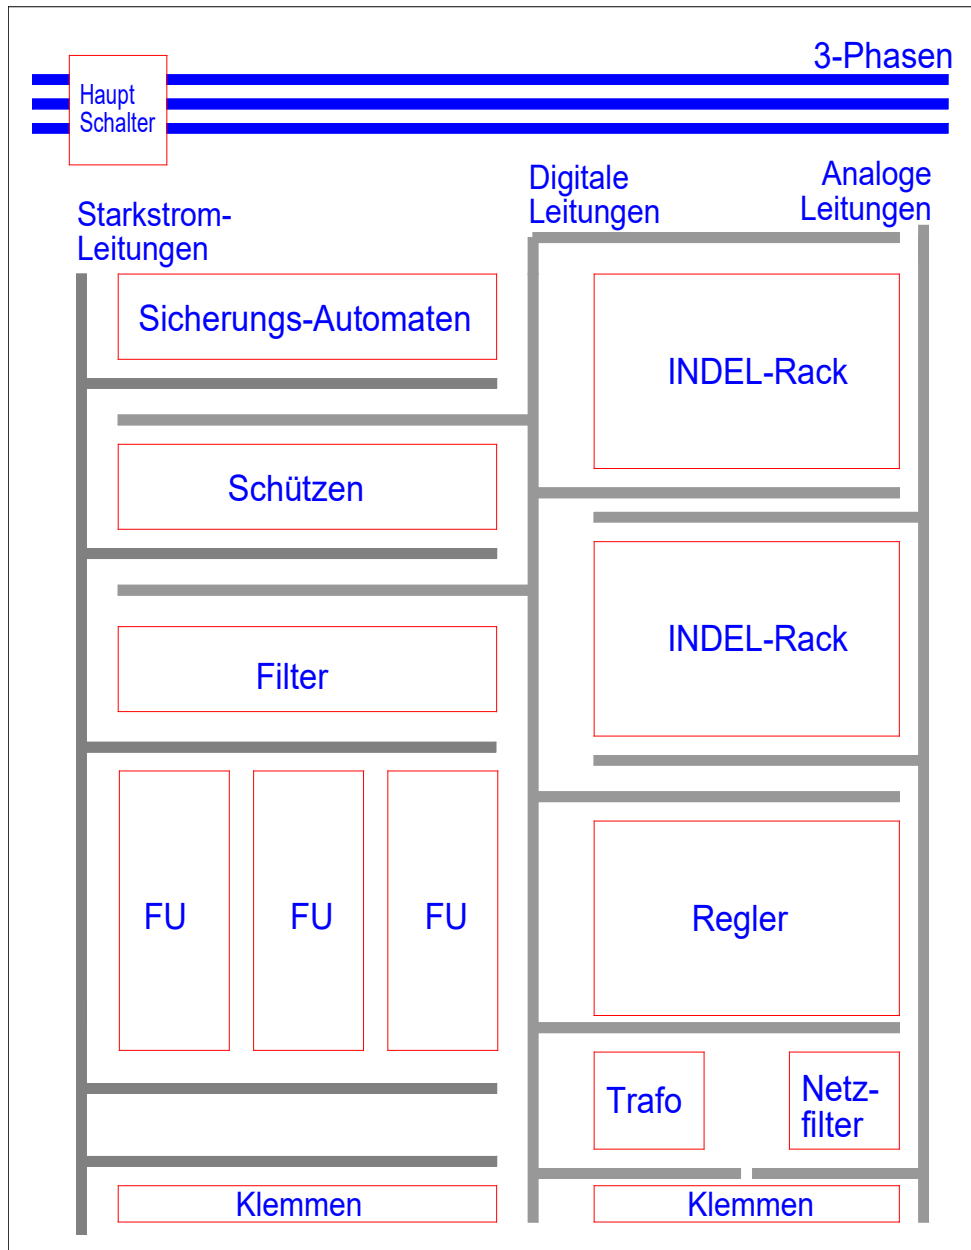 3-Phasen
Haupt
Schalter
Digitale
Leitungen
Analoge
Leitungen
Starkstrom-
Leitungen
Sicherungs-Automaten
INDEL-Rack
Schützen
INDEL-Rack
Filter
FU
FU
FU
Regler
Trafo
Netz-
filter
Klemmen
Klemmen